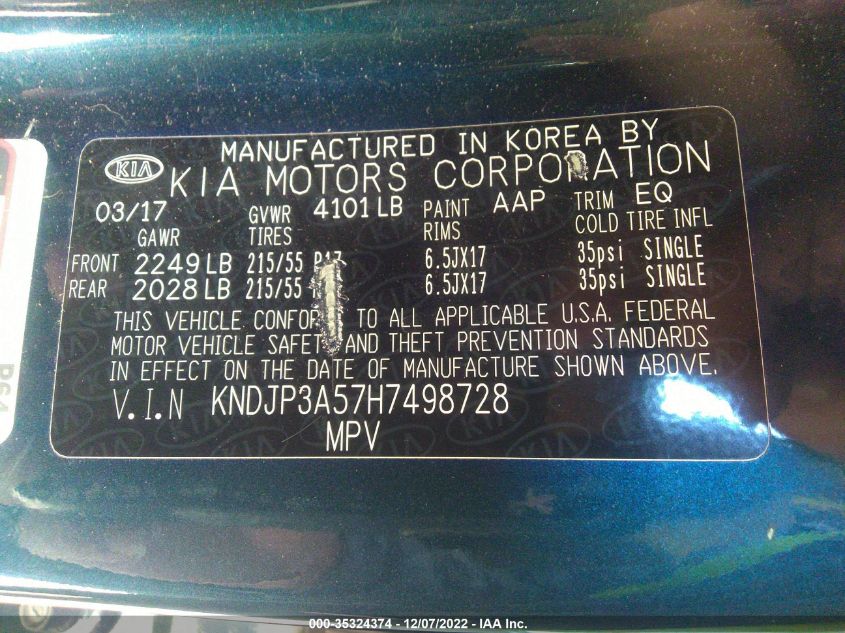 MANUFACTURED IN KOREA BY
KIA KIA MOTORS CORPORATION
03/17 GVWR 4101 LB PAINT AAP TRIM EQ
GAWR TIRES RIMS COLD TIRE INFL
FRONT 2249 LB 215/55 R17 6.5JX17 35psi SINGLE
REAR 2028 LB 215/55 6.5JX17 35psi SINGLE
THIS VEHICLE TO ALL APPLICABLE U.S.A. FEDERAL
MOTOR VEHICLE SAFETY AND THEFT PREVENTION STANDARDS
IN EFFECT ON THE DATE OF MANUFACTURE SHOWN ABOVE.
V.I.N KNDJP3A57H7498728
MPV
000-35324374 - 12/07/2022 - IAA Inc.